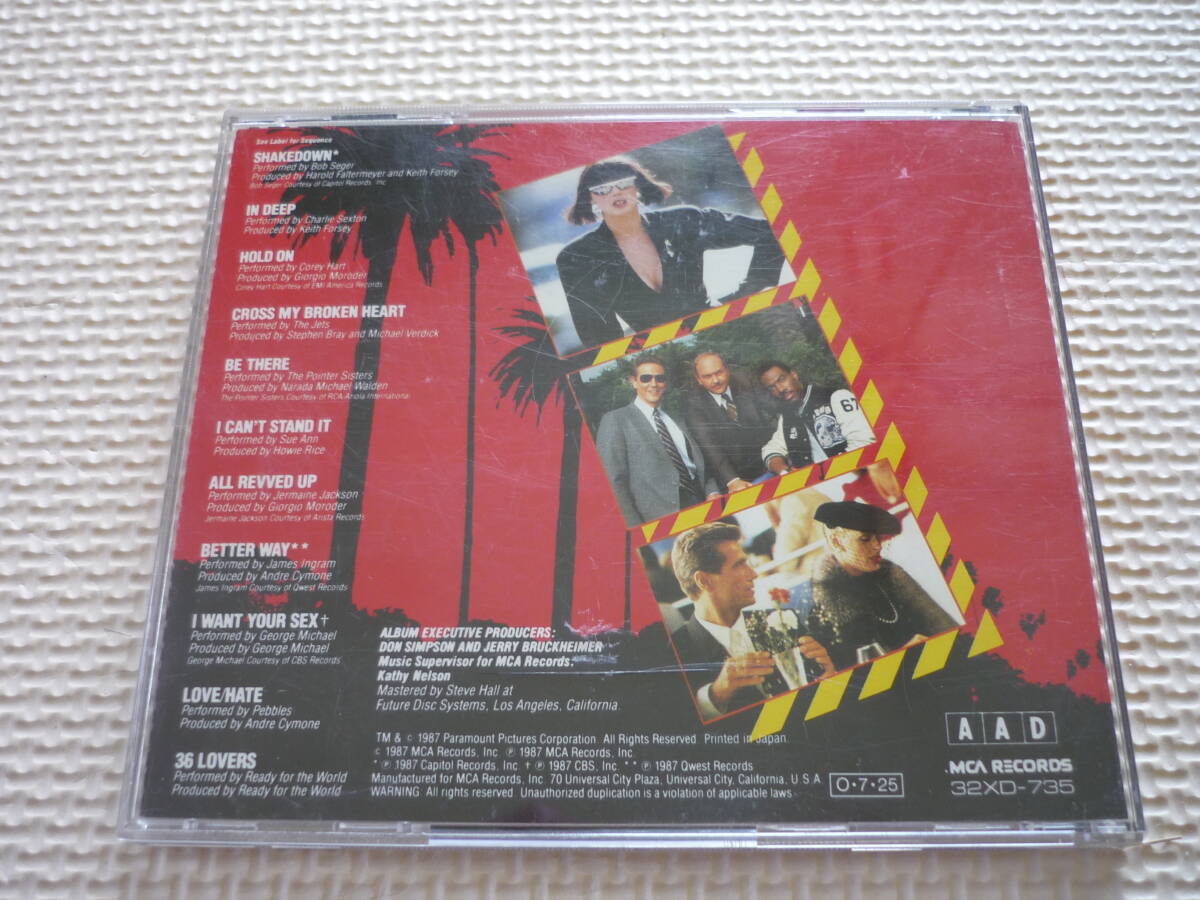 See Label for Sequence
SHAKEDOWN*
Performed by Bob Seger
Produced by Harold Faltermeyer and Keith Forsey
Bob Seger Courtesy of Capitol Records, Inc.
IN DEEP
Performed by Charlie Sexton
Produced by Keith Forsey
HOLD ON
Performed by Corey Hart
Produced by Giorgio Moroder
Corey Hart Courtesy of EMI America Records
CROSS MY BROKEN HEART
Performed by The Jets
Produced by Stephen Bray and Michael Verdick
BE THERE
Performed by The Pointer Sisters
Produced by Narada Michael Walden
The Pointer Sisters Courtesy of RCA Ariola International
I CAN'T STAND IT
Performed by Sue Ann
Produced by Howie Rice
ALL REVVED UP
Performed by Jermaine Jackson
Produced by Giorgio Moroder
Jermaine Jackson Courtesy of Arista Records
BETTER WAY**
Performed by James Ingram
Produced by Andre Cymone
James Ingram Courtesy of Qwest Records
I WANT YOUR SEX†
Performed by George Michael
Produced by George Michael
George Michael Courtesy of CBS Records
LOVE/HATE
Performed by Pebbles
Produced by Andre Cymone
36 LOVERS
Performed by Ready for the World
Produced by Ready for the World
67
ALBUM EXECUTIVE PRODUCERS:
DON SIMPSON AND JERRY BRUCKHEIMER
Music Supervisor for MCA Records:
Kathy Nelson
Mastered by Steve Hall at
Future Disc Systems, Los Angeles, California.
TM & © 1987 Paramount Pictures Corporation. All Rights Reserved. Printed in Japan.
© 1987 MCA Records, Inc. ℗ 1987 MCA Records, Inc.
* ℗ 1987 Capitol Records, Inc. † ℗ 1987 CBS, Inc. ** ℗ 1987 Qwest Records
Manufactured for MCA Records, Inc. 70 Universal City Plaza, Universal City, California. U.S.A.
WARNING: All rights reserved. Unauthorized duplication is a violation of applicable laws.
O•7•25
AAD
MCA RECORDS
32XD-735